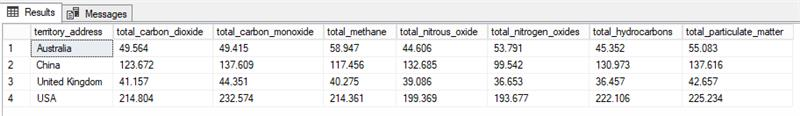 Results Messages
territory_address total_carbon_dioxide total_carbon_monoxide total_methane total_nitrous_oxide total_nitrogen_oxides total_hydrocarbons total_particulate_matter
1 Australia 49.564 49.415 58.947 44.606 53.791 45.352 55.083
2 China 123.672 137.609 117.456 132.685 99.542 130.973 137.616
3 United Kingdom 41.157 44.351 40.275 39.086 36.653 36.457 42.657
4 USA 214.804 232.574 214.361 199.369 193.677 222.106 225.234